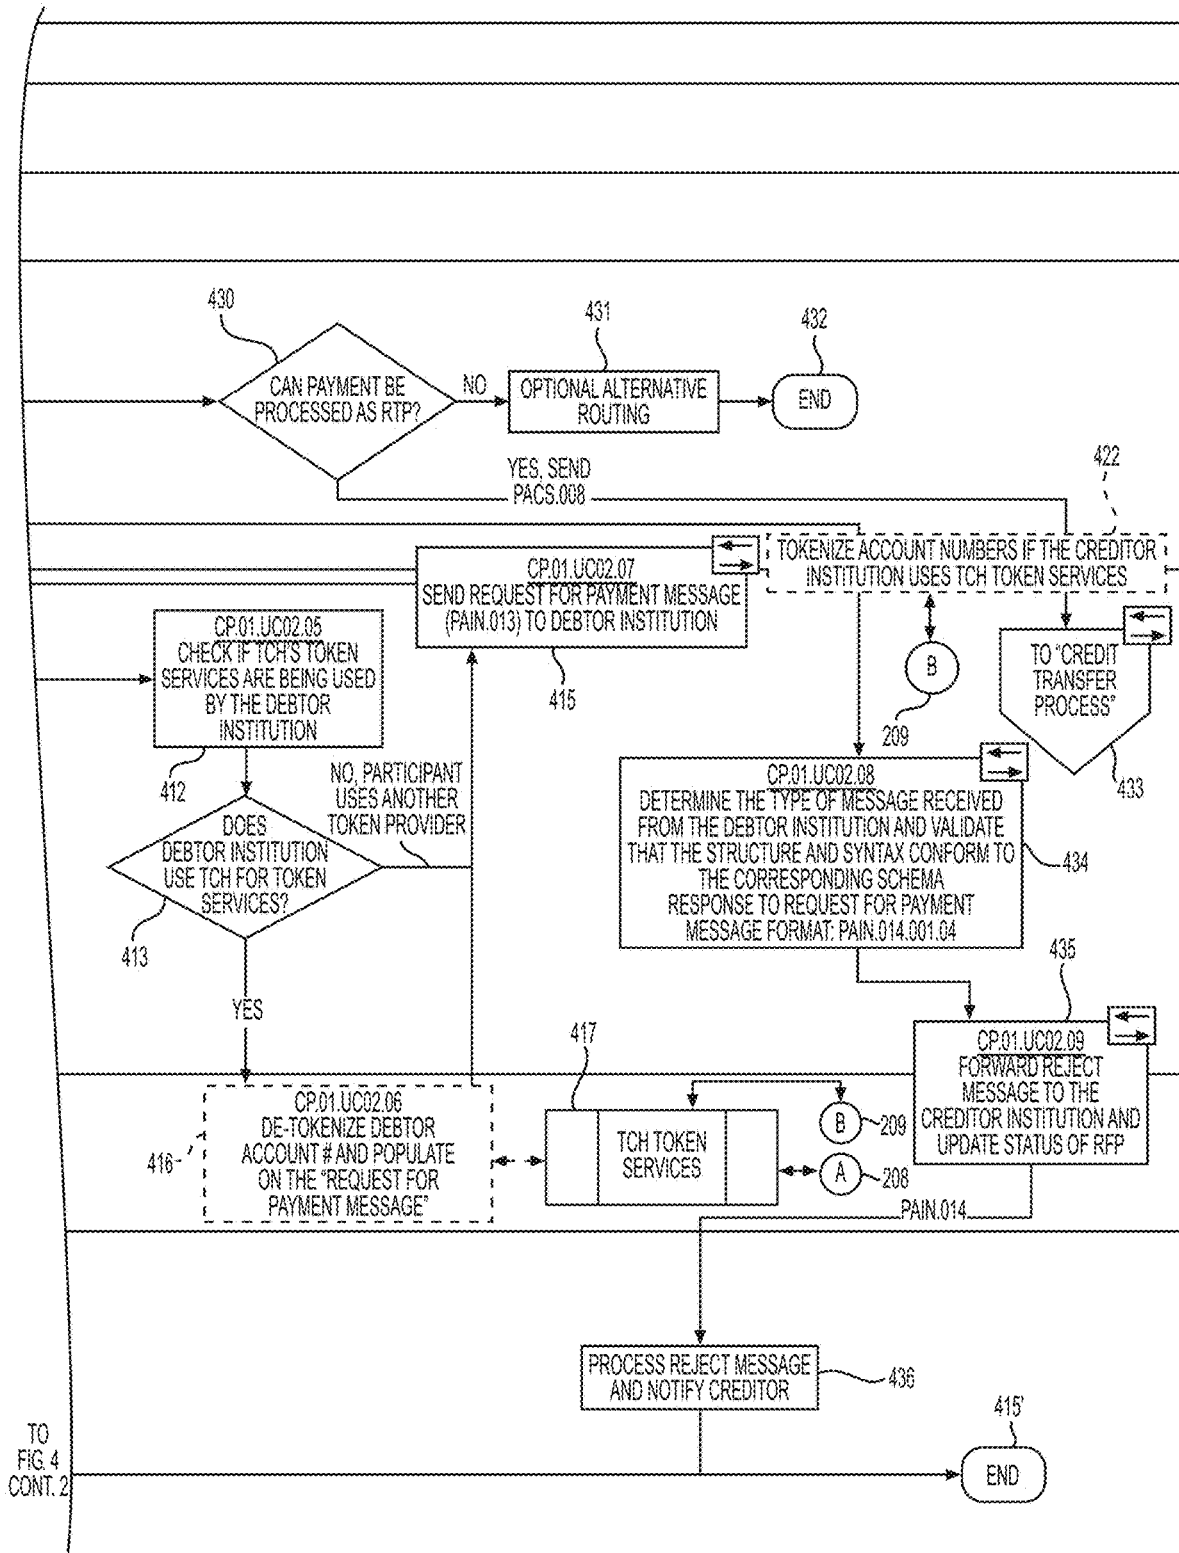 430
431
432
CAN PAYMENT BE
PROCESSED AS RTP?
NO
OPTIONAL ALTERNATIVE
ROUTING
END
YES, SEND
PACS.008
422
TOKENIZE ACCOUNT NUMBERS IF THE CREDITOR
INSTITUTION USES TCH TOKEN SERVICES
CP.01.UC02.07
SEND REQUEST FOR PAYMENT MESSAGE
(PAIN.013) TO DEBTOR INSTITUTION
415
CP.01.UC02.05
CHECK IF TCH'S TOKEN
SERVICES ARE BEING USED
BY THE DEBTOR
INSTITUTION
412
B
209
TO "CREDIT
TRANSFER
PROCESS"
433
NO, PARTICIPANT
USES ANOTHER
TOKEN PROVIDER
DOES
DEBTOR INSTITUTION
USE TCH FOR TOKEN
SERVICES?
413
YES
CP.01.UC02.08
DETERMINE THE TYPE OF MESSAGE RECEIVED
FROM THE DEBTOR INSTITUTION AND VALIDATE
THAT THE STRUCTURE AND SYNTAX CONFORM TO
THE CORRESPONDING SCHEMA
RESPONSE TO REQUEST FOR PAYMENT
MESSAGE FORMAT: PAIN.014.001.04
434
435
CP.01.UC02.09
FORWARD REJECT
MESSAGE TO THE
CREDITOR INSTITUTION AND
UPDATE STATUS OF RFP
417
CP.01.UC02.06
DE-TOKENIZE DEBTOR
ACCOUNT # AND POPULATE
ON THE "REQUEST FOR
PAYMENT MESSAGE"
416
TCH TOKEN
SERVICES
B
209
A
208
PAIN.014
PROCESS REJECT MESSAGE
AND NOTIFY CREDITOR
436
415'
END
TO
FIG. 4
CONT. 2